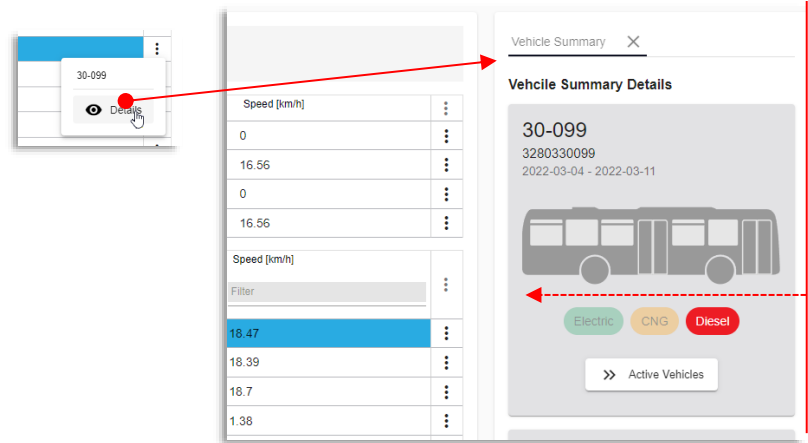 30-099
Details
Speed [km/h]
0
16.56
0
16.56
Speed [km/h]
Filter
18.47
18.39
18.7
1.38
Vehicle Summary
Vehcile Summary Details
30-099
3280330099
2022-03-04 - 2022-03-11
Electric CNG Diesel
Active Vehicles